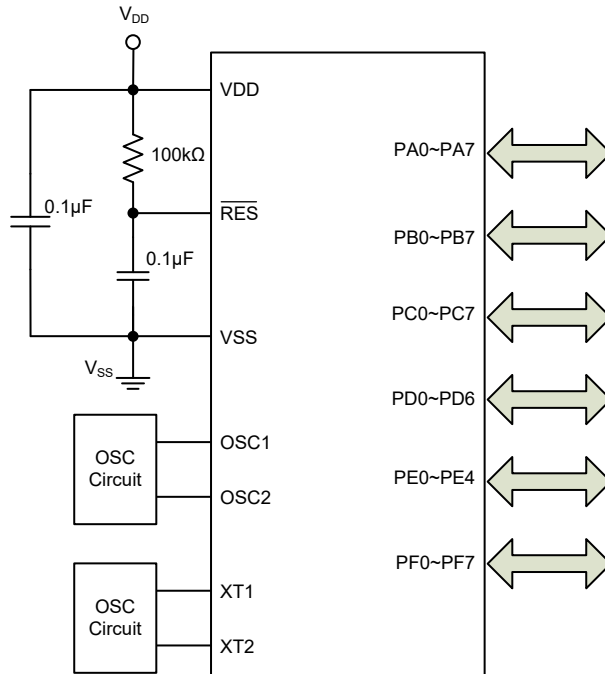 VDD
VDD
PA0~PA7
100kΩ
0.1µF
RES
PB0~PB7
0.1µF
PC0~PC7
VSS
VSS
PD0~PD6
OSC1
OSC
Circuit
OSC2
PE0~PE4
PF0~PF7
XT1
OSC
Circuit
XT2